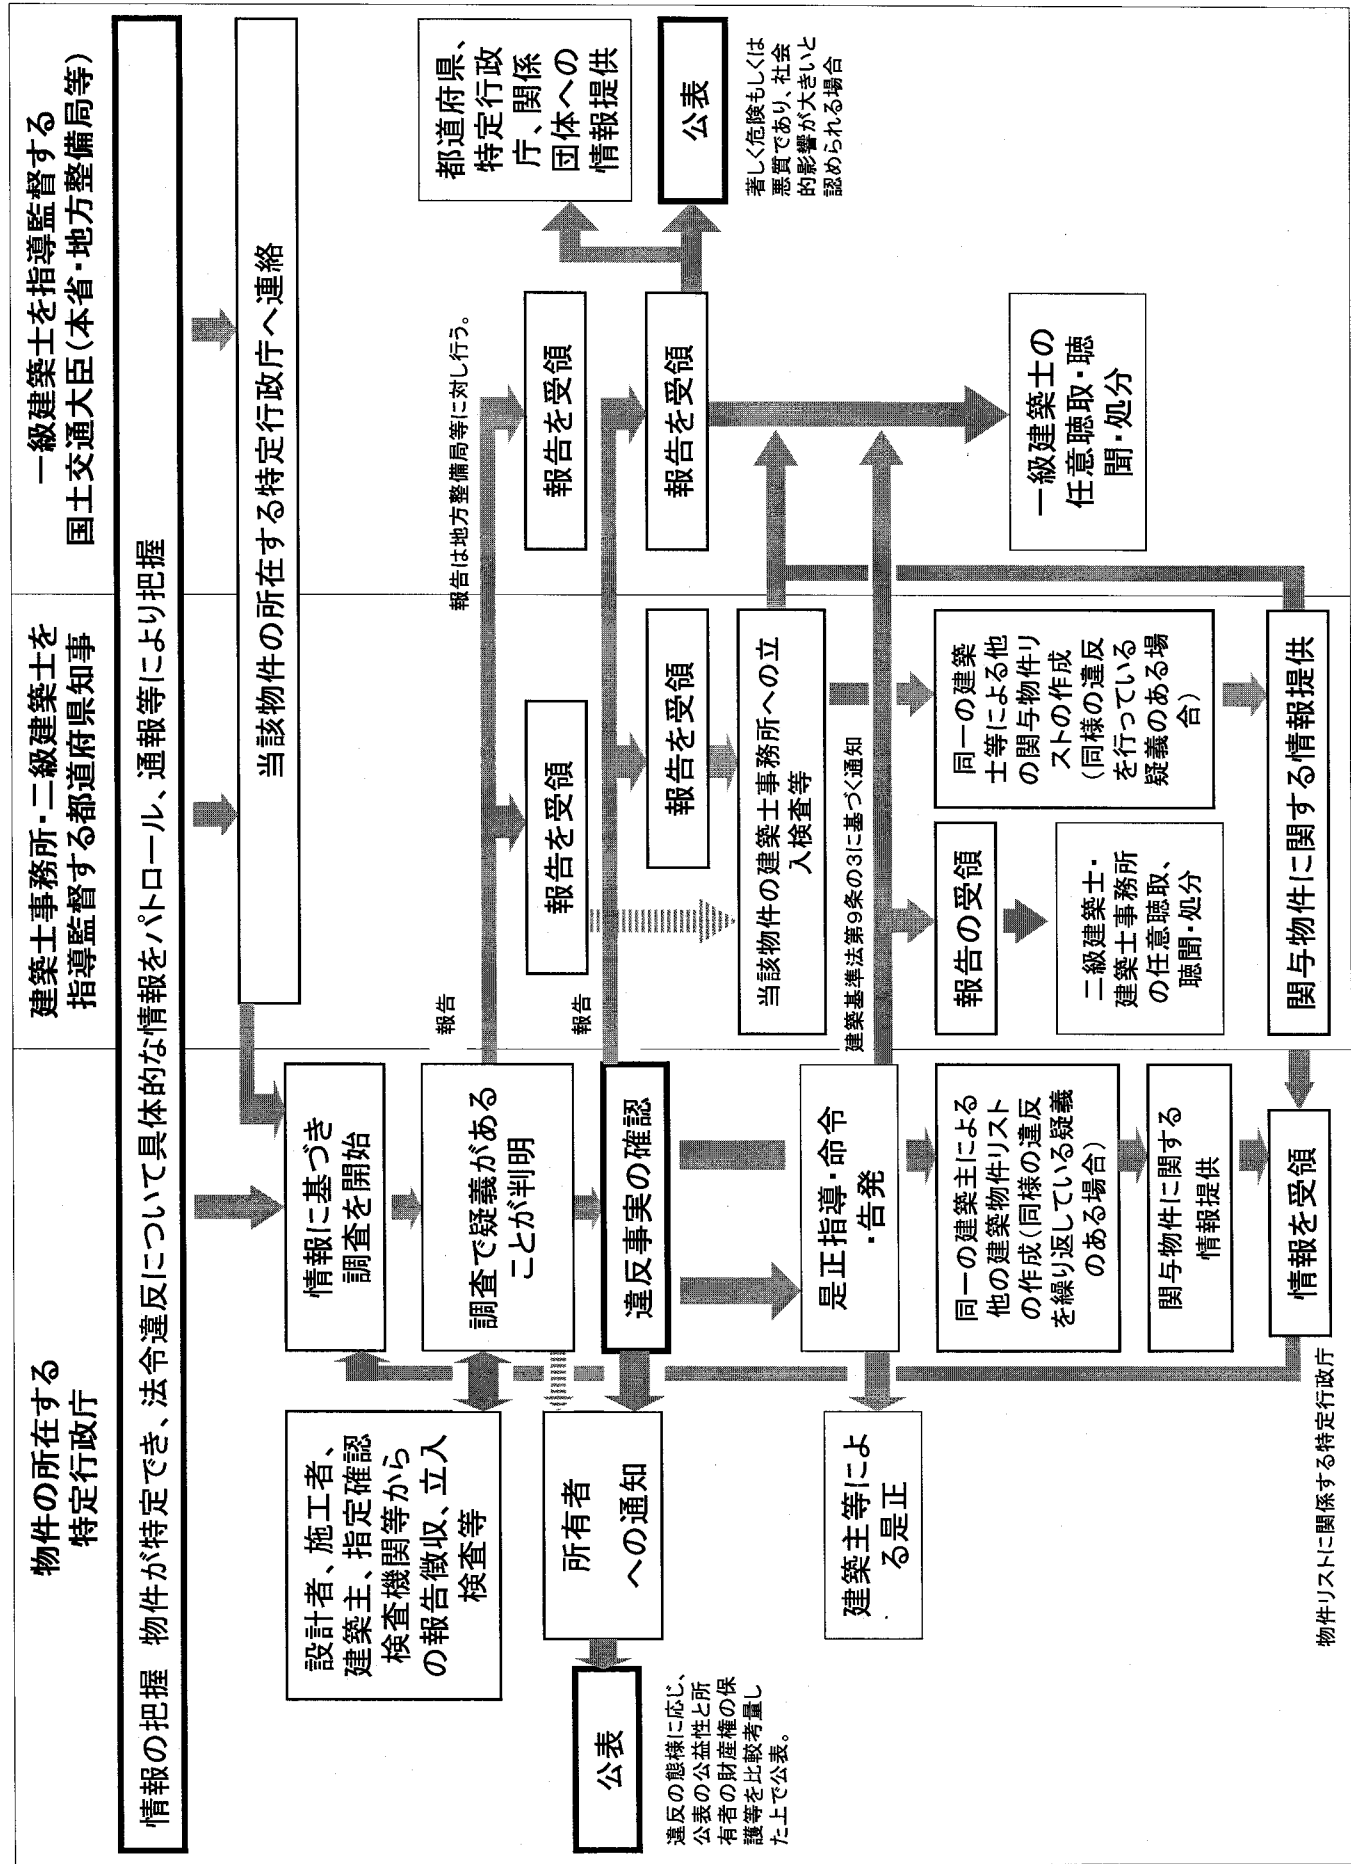 物件の所在する
特定行政庁
建築士事務所・二級建築士を
指導監督する都道府県知事
一級建築士を指導監督する
国土交通大臣(本省・地方整備局等)
情報の把握 物件が特定でき、法令違反について具体的な情報をパトロール、通報等により把握
当該物件の所在する特定行政庁へ連絡
情報に基づき
調査を開始
設計者、施工者、
建築主、指定確認
検査機関等から
の報告徴収、立入
検査等
調査で疑義がある
ことが判明
報告
報告は地方整備局等に対し行う。
報告を受領
報告を受領
都道府県、
特定行政
庁、関係
団体への
情報提供
所有者
への通知
公表
違反の態様に応じ、
公表の公益性と所
有者の財産権の保
護等を比較考量し
た上で公表。
違反事実の確認
報告
報告を受領
報告を受領
公表
著しく危険もしくは
悪質であり、社会
的影響が大きいと
認められる場合
当該物件の建築士事務所への立
入検査等
是正指導・命令
・告発
建築基準法第9条の3に基づく通知
建築主等によ
る是正
報告の受領
二級建築士・
建築士事務所
の任意聴取、
聴聞・処分
一級建築士の
任意聴取・聴
聞・処分
同一の建築主による
他の建築物件リスト
の作成(同様の違反
を繰り返している疑義
のある場合)
同一の建築
士等による他
の関与物件リ
ストの作成
(同様の違反
を行っている
疑義のある場
合)
関与物件に関する
情報提供
関与物件に関する情報提供
情報を受領
物件リストに関係する特定行政庁